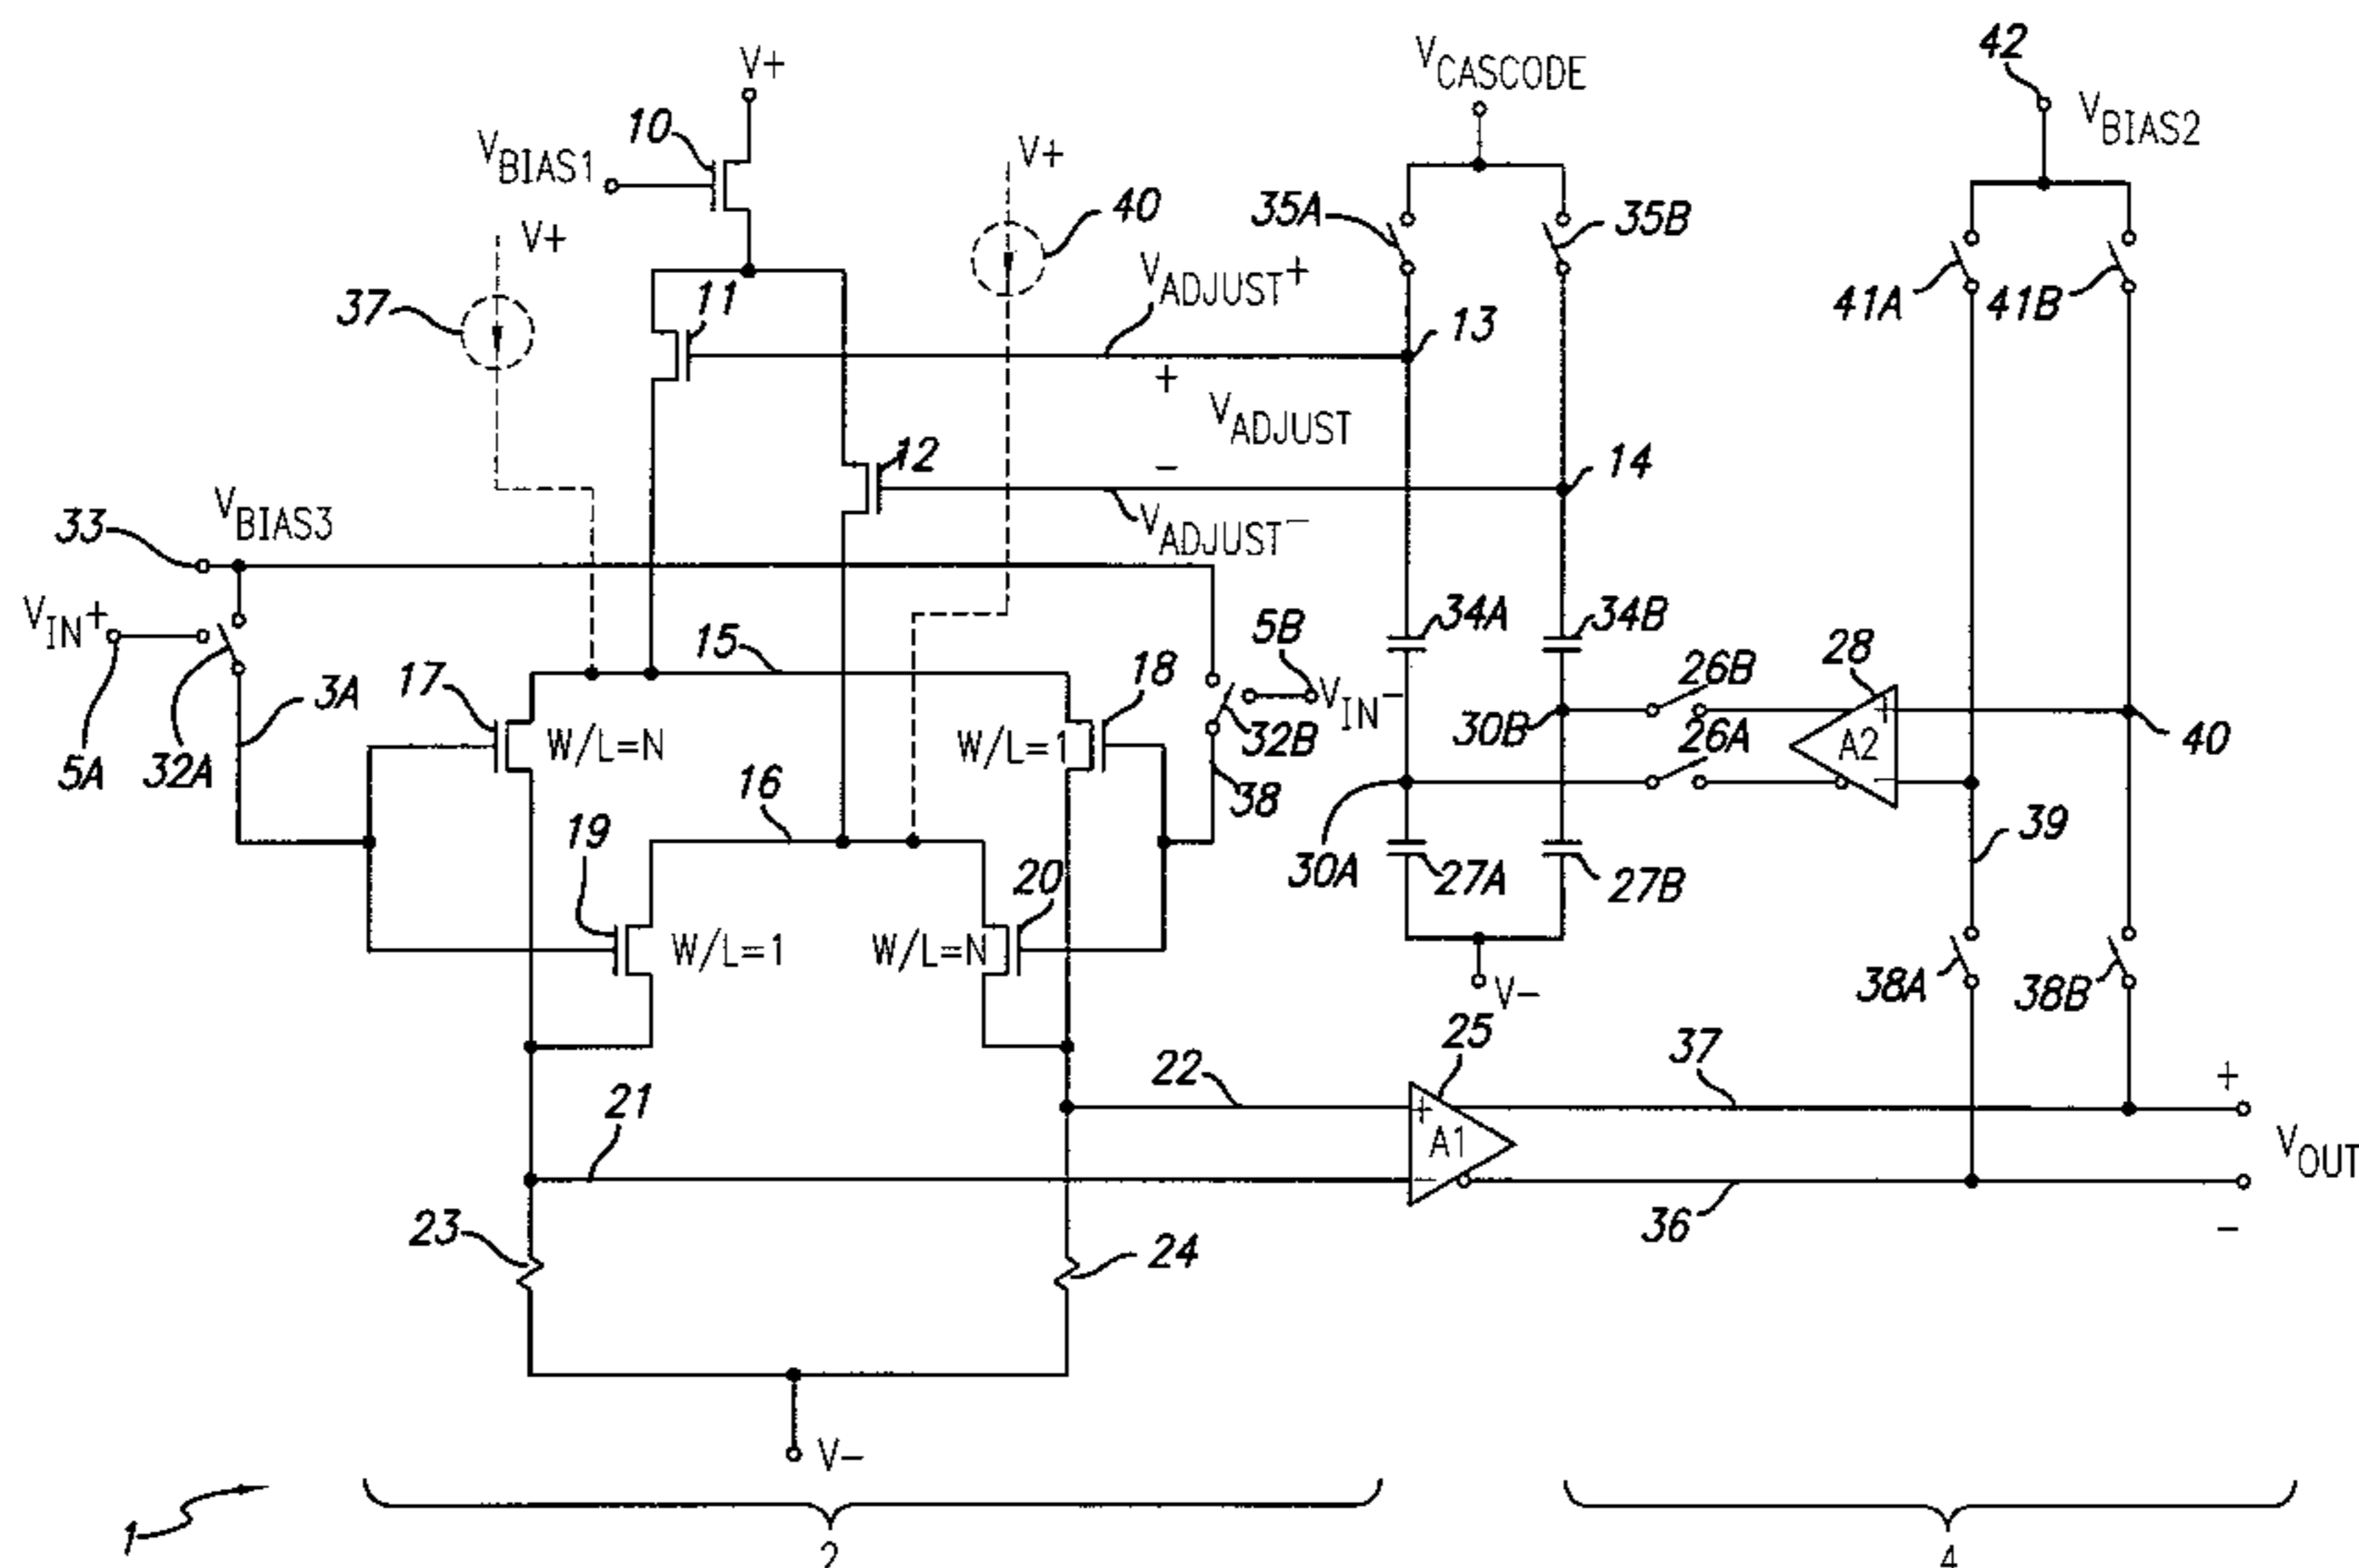 42
V+
VCASCODE
VBIAS2
10
VBIAS1
V+
V+
40
35A
35B
VADJUST+
41A
41B
37
11
13
+
VADJUST
-
12
14
VADJUST-
VBIAS3
33
VIN+
5A
32A
3A
15
34A
34B
5B
VIN-
32B
38
17
W/L=N
W/L=1
18
26B
28
30B
26A
A2
+
-
40
16
19
W/L=1
W/L=N
20
30A
27A
27B
39
V-
38A
38B
25
22
37
+
21
+
A1
-
VOUT
36
-
23
24
V-
1
2
4